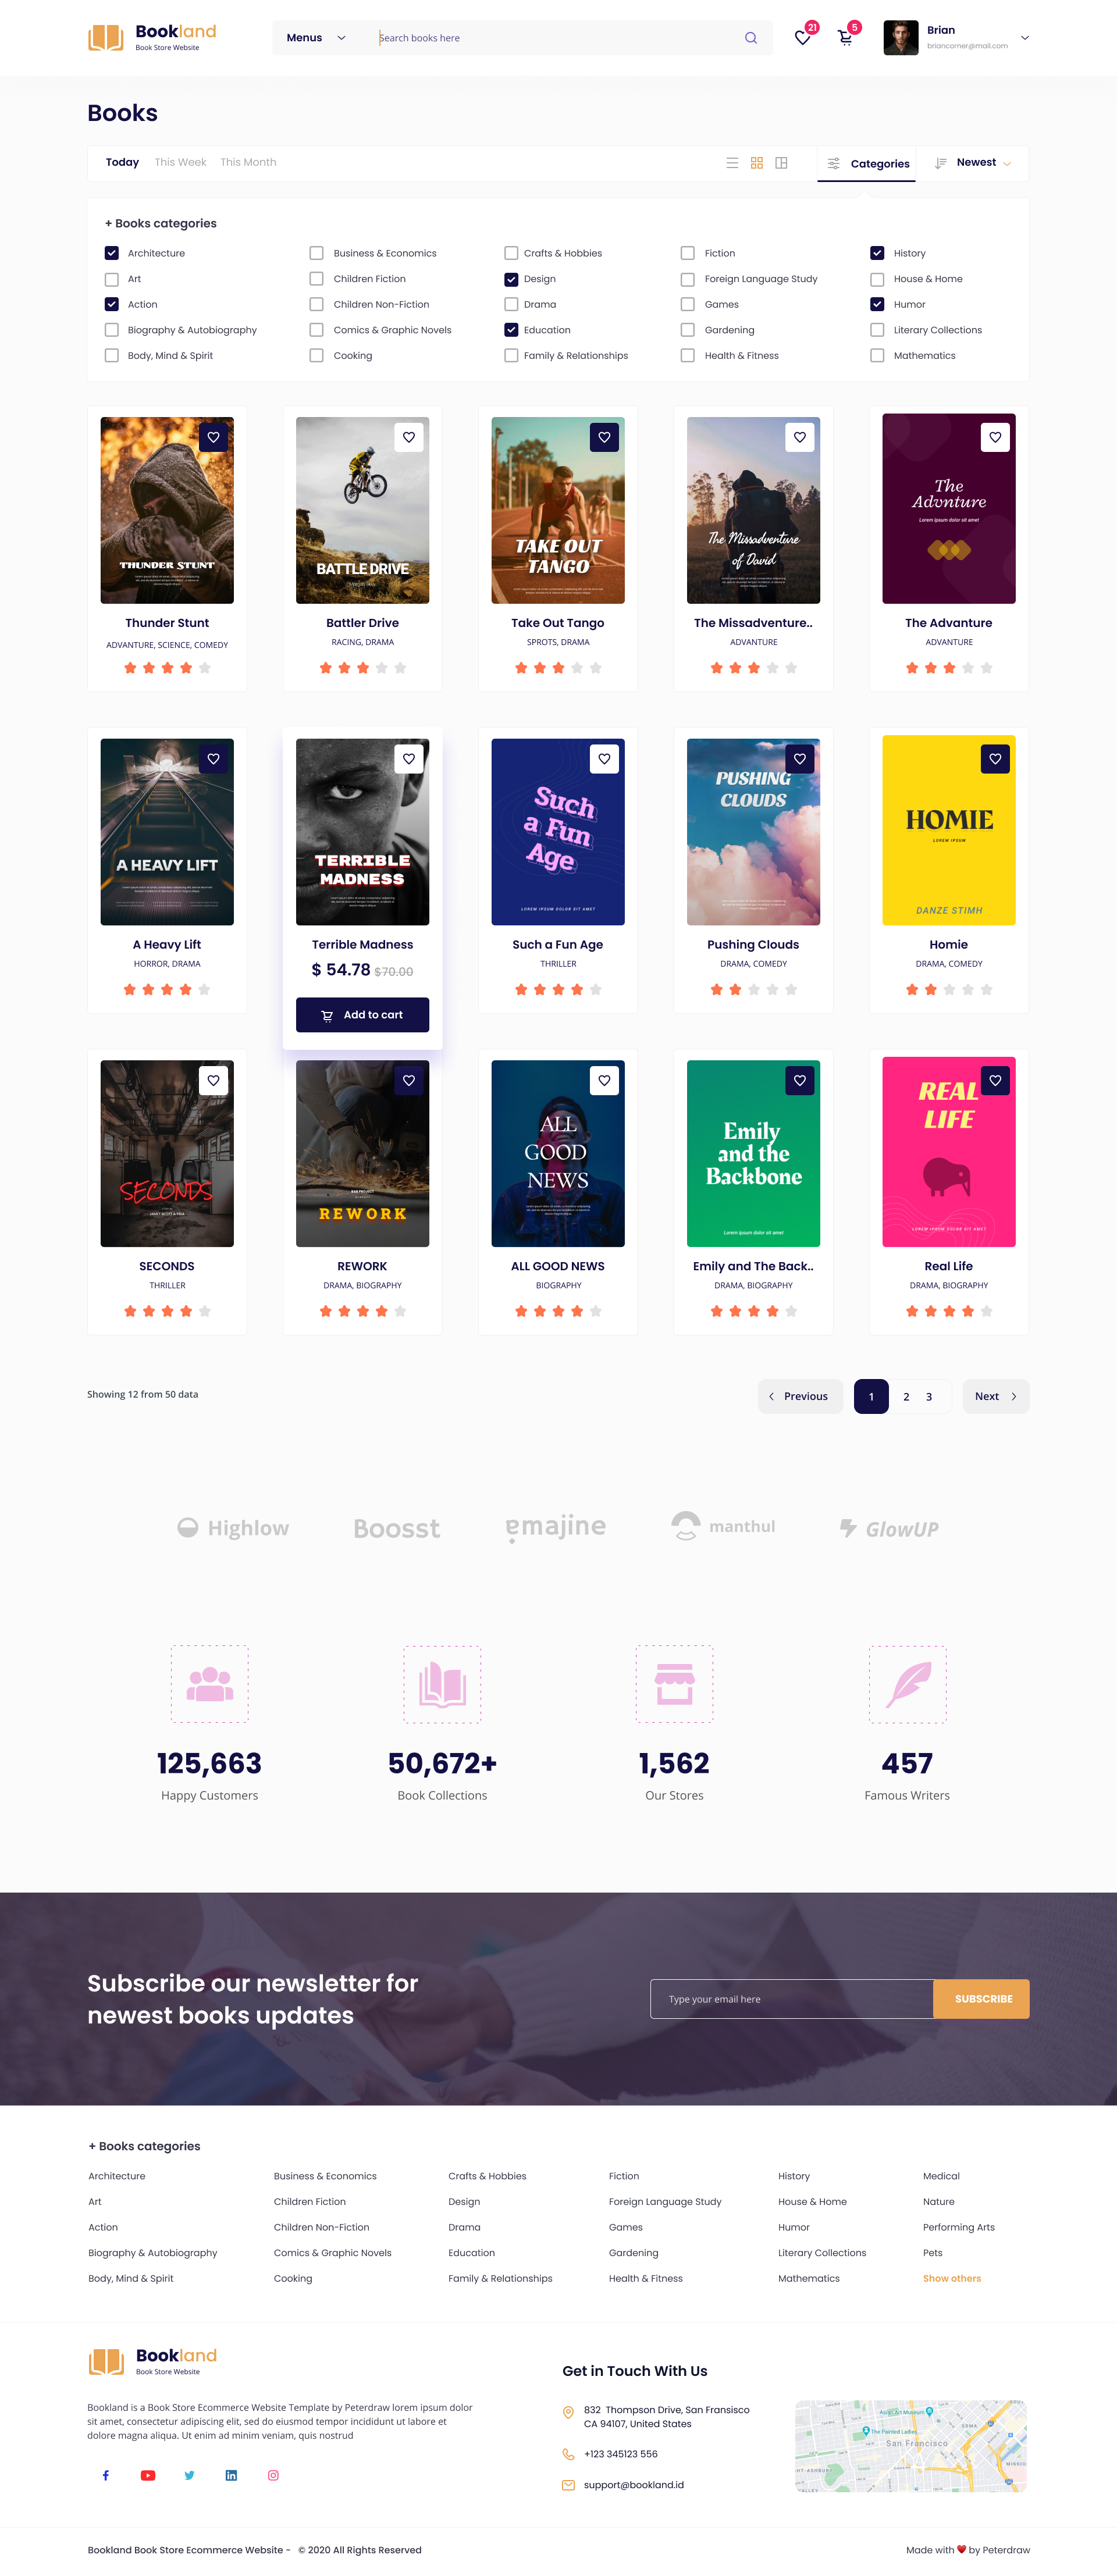 Bookland
Book Store Website
Menus
Search books here
21
5
Brian
briancorner@mail.com
Books
Today This Week This Month
Categories
Newest
+ Books categories
Architecture Business & Economics Crafts & Hobbies Fiction History
Art Children Fiction Design Foreign Language Study House & Home
Action Children Non-Fiction Drama Games Humor
Biography & Autobiography Comics & Graphic Novels Education Gardening Literary Collections
Body, Mind & Spirit Cooking Family & Relationships Health & Fitness Mathematics
THUNDER STUNT
Thunder Stunt
ADVANTURE, SCIENCE, COMEDY
BATTLE DRIVE
Battler Drive
RACING, DRAMA
TAKE OUT
TANGO
Take Out Tango
SPROTS, DRAMA
The Missadventure
of David
The Missadventure..
ADVANTURE
The
Advnture
Lorem ipsum dolor sit amet
The Advanture
ADVANTURE
A HEAVY LIFT
A Heavy Lift
HORROR, DRAMA
TERRIBLE
MADNESS
Terrible Madness
$ 54.78 $70.00
Add to cart
Such
a Fun
Age
LOREM IPSUM DOLOR SIT AMET
Such a Fun Age
THRILLER
PUSHING
CLOUDS
Pushing Clouds
DRAMA, COMEDY
HOMIE
LOREM IPSUM
DANZE STIMH
Homie
DRAMA, COMEDY
SECONDS
SECONDS
THRILLER
REWORK
REWORK
DRAMA, BIOGRAPHY
ALL
GOOD
NEWS
ALL GOOD NEWS
BIOGRAPHY
Emily
and the
Backbone
Lorem ipsum dolor sit amet
Emily and The Back..
DRAMA, BIOGRAPHY
REAL
LIFE
LOREM IPSUM DOLOR SIT AMET
Real Life
DRAMA, BIOGRAPHY
Showing 12 from 50 data
Previous 1 2 3 Next
Highlow Boosst emajine manthul GlowUP
125,663 50,672+ 1,562 457
Happy Customers Book Collections Our Stores Famous Writers
Subscribe our newsletter for
newest books updates
Type your email here
SUBSCRIBE
+ Books categories
Architecture Business & Economics Crafts & Hobbies Fiction History Medical
Art Children Fiction Design Foreign Language Study House & Home Nature
Action Children Non-Fiction Drama Games Humor Performing Arts
Biography & Autobiography Comics & Graphic Novels Education Gardening Literary Collections Pets
Body, Mind & Spirit Cooking Family & Relationships Health & Fitness Mathematics Show others
Bookland
Book Store Website
Bookland is a Book Store Ecommerce Website Template by Peterdraw lorem ipsum dolor
sit amet, consectetur adipiscing elit, sed do eiusmod tempor incididunt ut labore et
dolore magna aliqua. Ut enim ad minim veniam, quis nostrud
Get in Touch With Us
832 Thompson Drive, San Fransisco
CA 94107, United States
+123 345123 556
support@bookland.id
Asian Art Museum
SOMA
The Painted Ladies
San Francisco
HT-ASHBURY
MISSIO
VALLEY
Bookland Book Store Ecommerce Website - © 2020 All Rights Reserved
Made with by Peterdraw